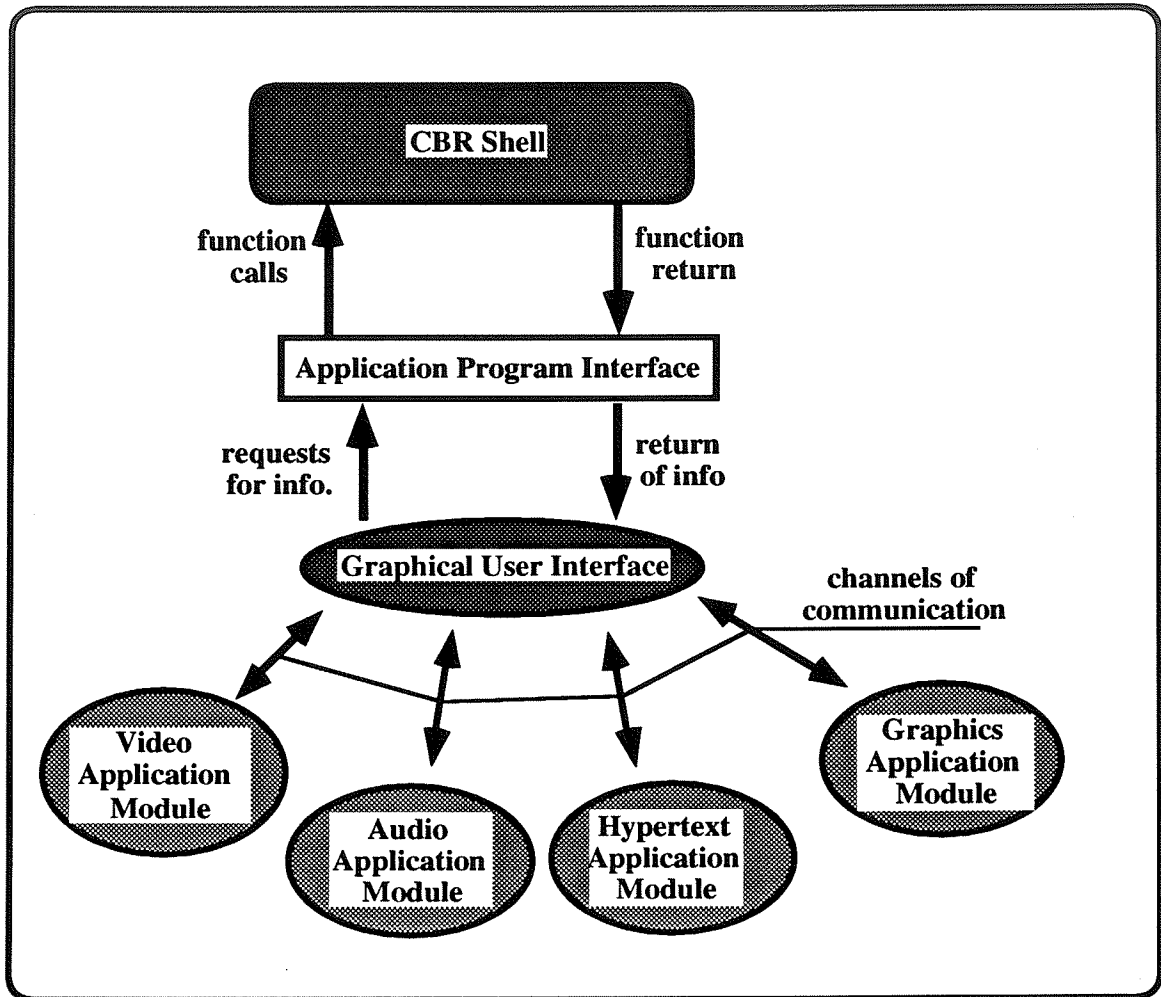 CBR Shell
function
calls
function
return
Application Program Interface
requests
for info.
return
of info
Graphical User Interface
channels of
communication
Video
Application
Module
Audio
Application
Module
Hypertext
Application
Module
Graphics
Application
Module